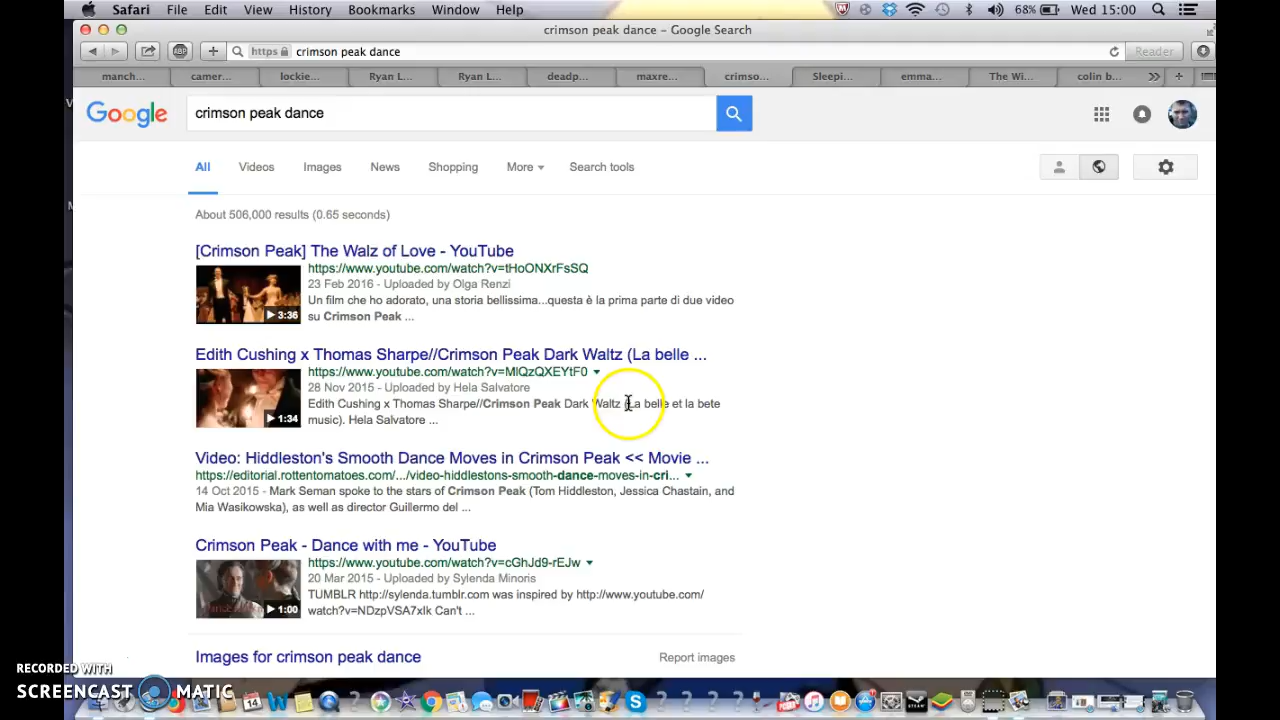 Safari File Edit View History Bookmarks Window Help 68% Wed 15:00
crimson peak dance – Google Search
ABP https crimson peak dance Reader
manch... camer... lockie... Ryan L... Ryan L... deadp... maxre... crimso... Sleepi... emma... The Wi... colin b...
Google crimson peak dance
All Videos Images News Shopping More Search tools
About 506,000 results (0.65 seconds)
[Crimson Peak] The Walz of Love - YouTube
https://www.youtube.com/watch?v=tHoONXrFsSQ
23 Feb 2016 - Uploaded by Olga Renzi
Un film che ho adorato, una storia bellissima...questa è la prima parte di due video
su Crimson Peak ...
3:36
Edith Cushing x Thomas Sharpe//Crimson Peak Dark Waltz (La belle ...
https://www.youtube.com/watch?v=MlQzQXEYtF0
28 Nov 2015 - Uploaded by Hela Salvatore
Edith Cushing x Thomas Sharpe//Crimson Peak Dark Waltz (La belle et la bete
music). Hela Salvatore ...
1:34
Video: Hiddleston's Smooth Dance Moves in Crimson Peak << Movie ...
https://editorial.rottentomatoes.com/.../video-hiddlestons-smooth-dance-moves-in-cri...
14 Oct 2015 - Mark Seman spoke to the stars of Crimson Peak (Tom Hiddleston, Jessica Chastain, and
Mia Wasikowska), as well as director Guillermo del ...
Crimson Peak - Dance with me - YouTube
https://www.youtube.com/watch?v=cGhJd9-rEJw
20 Mar 2015 - Uploaded by Sylenda Minoris
TUMBLR http://sylenda.tumblr.com was inspired by http://www.youtube.com/
watch?v=NDzpVSA7xIk Can't ...
1:00
Images for crimson peak dance Report images
RECORDED WITH
SCREENCAST MATIC